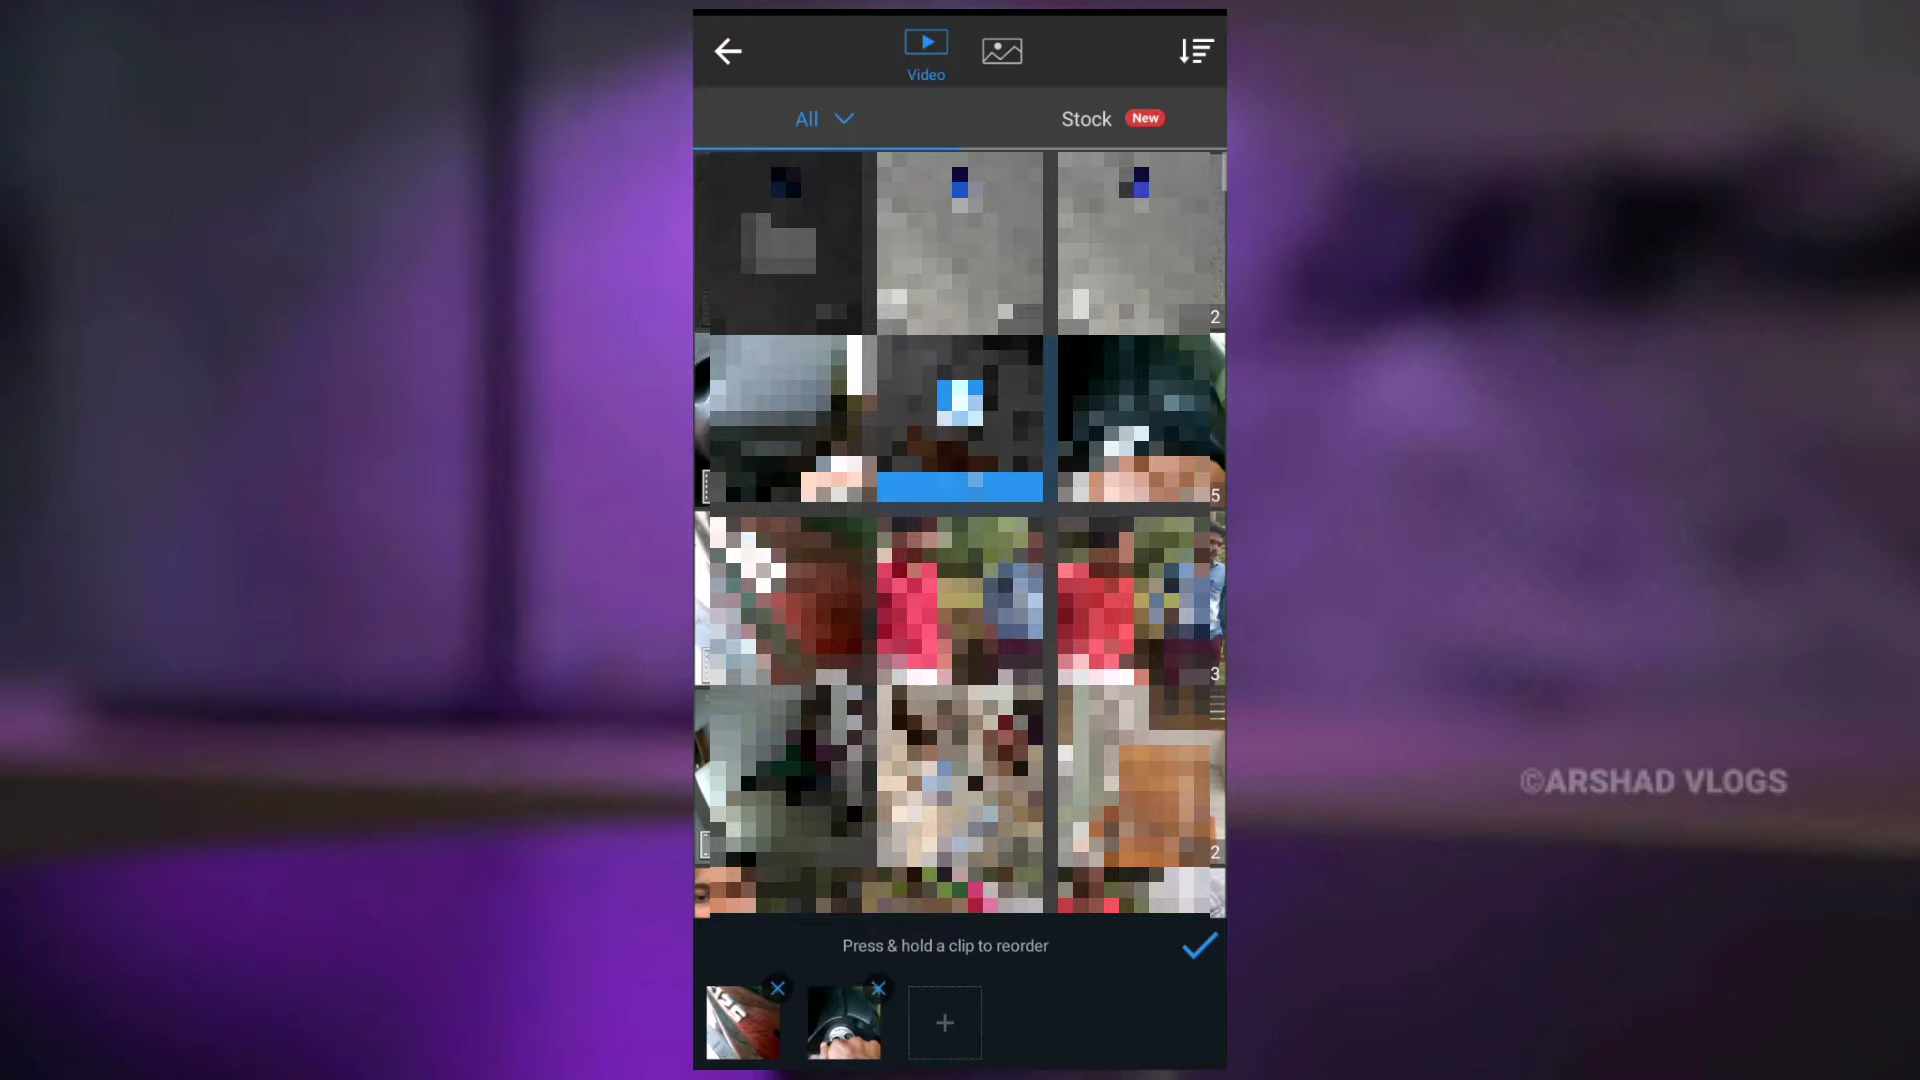 Video
All
Stock New
2
5
3
2
©ARSHAD VLOGS
Press & hold a clip to reorder